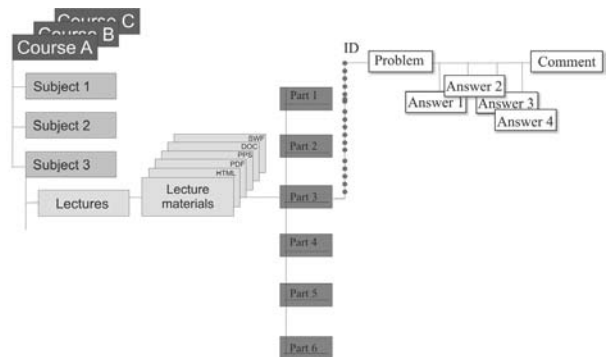 Course C
Course B
Course A
Subject 1
Subject 2
Subject 3
Lectures
SWF
DOC
PPS
PDF
HTML
Lecture
materials
Part 1
Part 2
Part 3
Part 4
Part 5
Part 6
ID
Problem
Comment
Answer 2
Answer 1
Answer 3
Answer 4